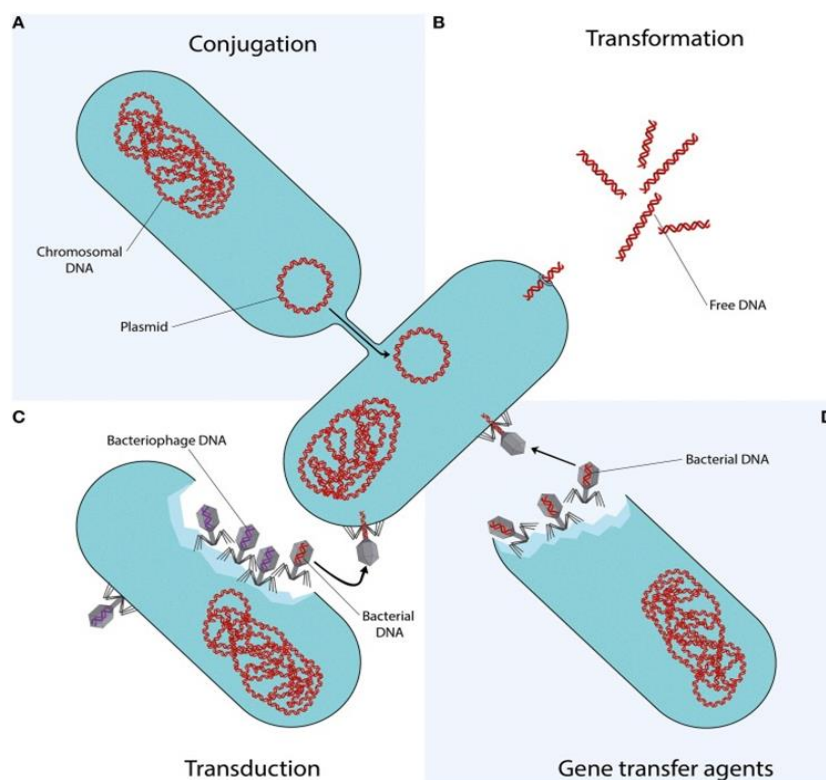 A
Conjugation
B
Transformation
Chromosomal
DNA
Plasmid
Free DNA
C
Bacteriophage DNA
D
Bacterial DNA
Bacterial
DNA
Transduction
Gene transfer agents